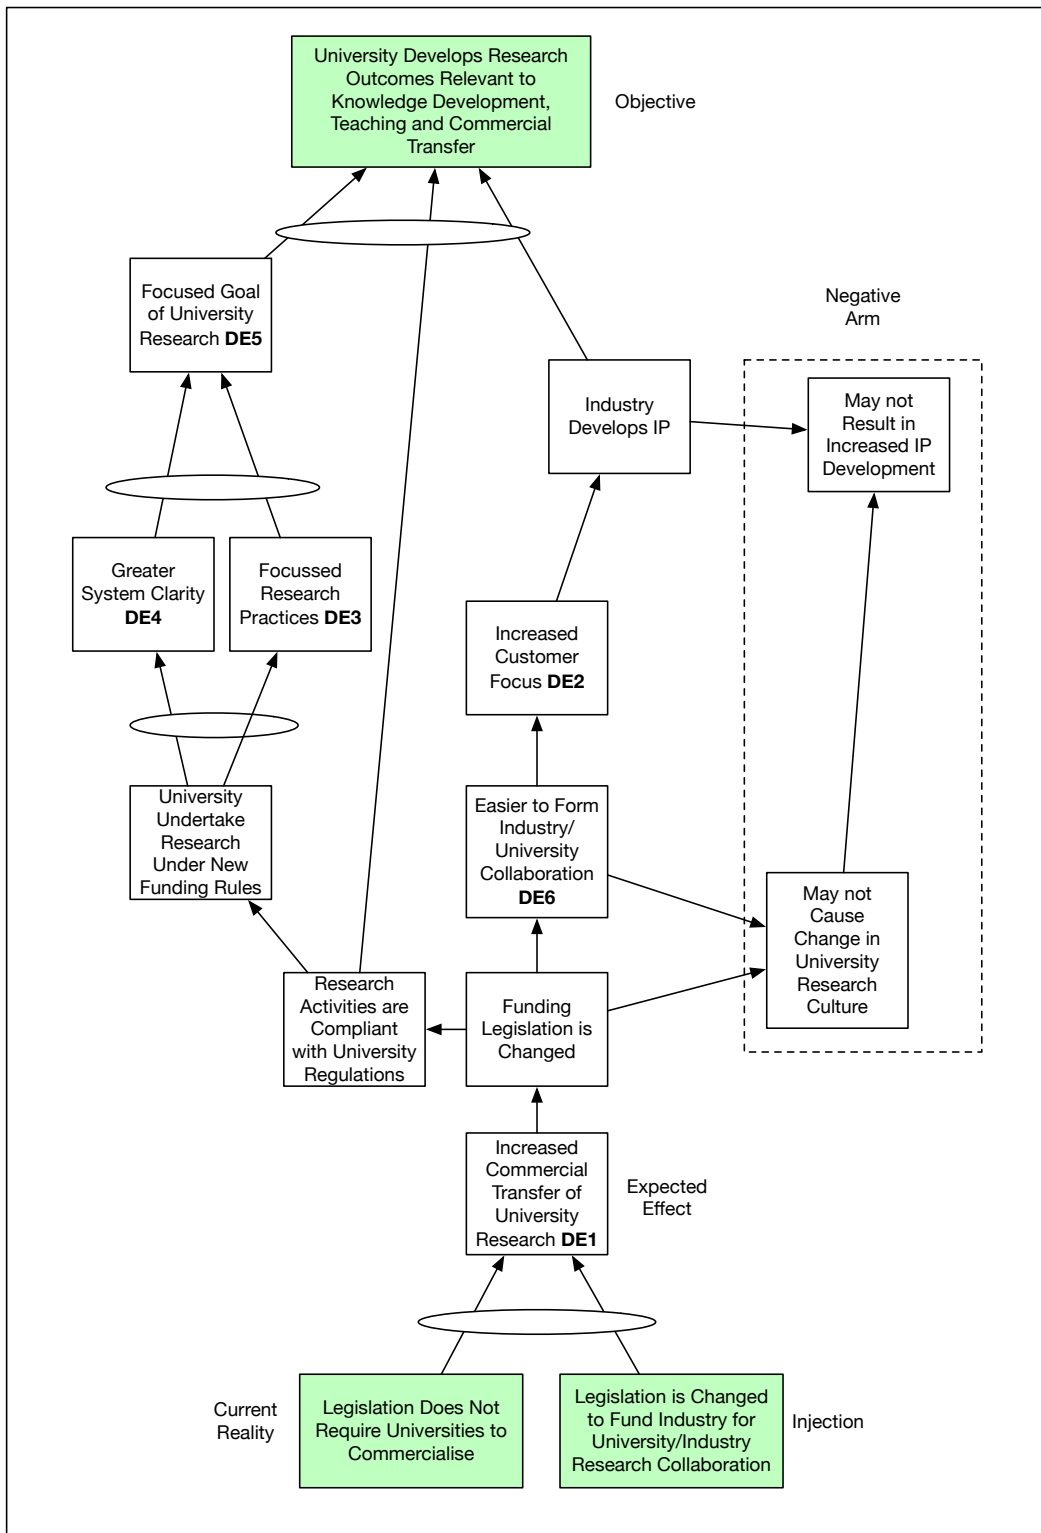 University Develops Research
Outcomes Relevant to
Knowledge Development,
Teaching and Commercial
Transfer
Objective
Focused Goal
of University
Research DE5
Negative
Arm
Industry
Develops IP
May not
Result in
Increased IP
Development
Greater
System Clarity
DE4
Focussed
Research
Practices DE3
Increased
Customer
Focus DE2
University
Undertake
Research
Under New
Funding Rules
Easier to Form
Industry/
University
Collaboration
DE6
May not
Cause
Change in
University
Research
Culture
Research
Activities are
Compliant
with University
Regulations
Funding
Legislation is
Changed
Increased
Commercial
Transfer of
University
Research DE1
Expected
Effect
Current
Reality
Legislation Does Not
Require Universities to
Commercialise
Legislation is Changed
to Fund Industry for
University/Industry
Research Collaboration
Injection